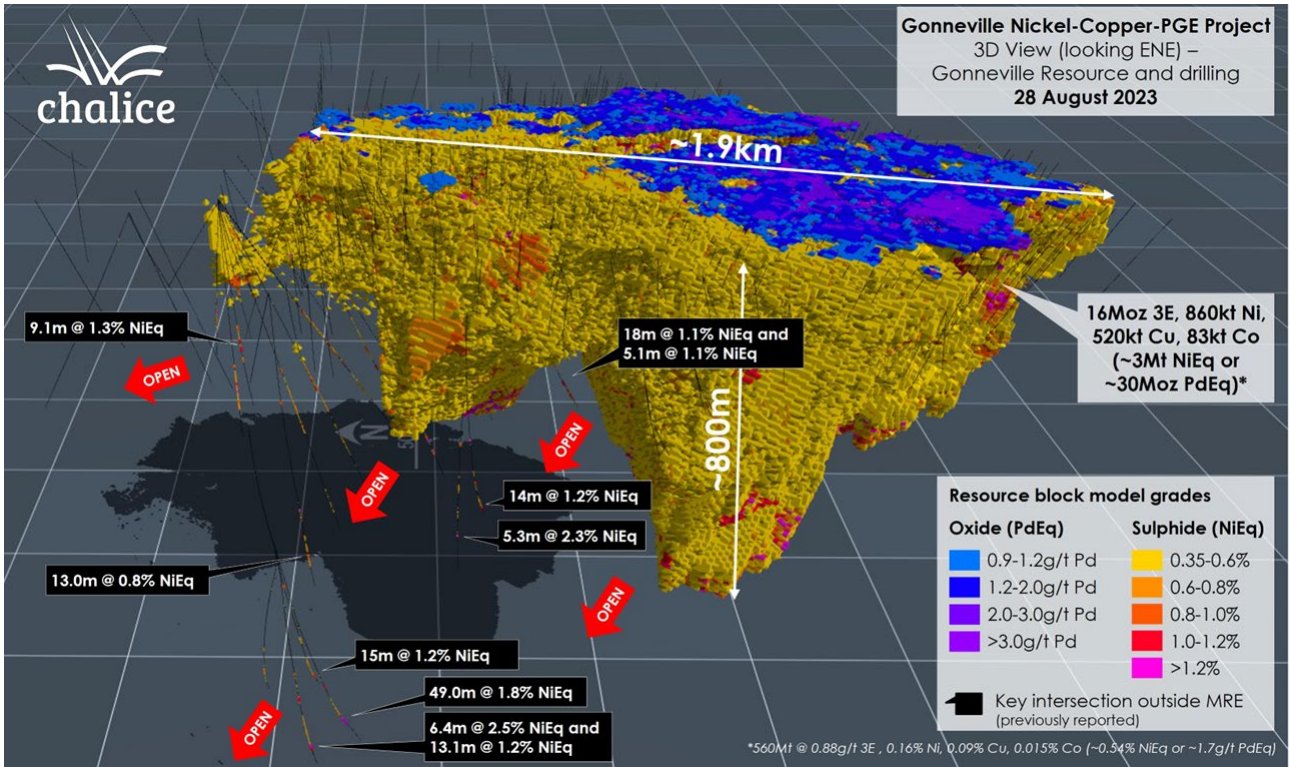 chalice
Gonneville Nickel-Copper-PGE Project
3D View (looking ENE) –
Gonneville Resource and drilling
28 August 2023
~1.9km
9.1m @ 1.3% NiEq
OPEN
18m @ 1.1% NiEq and
5.1m @ 1.1% NiEq
16Moz 3E, 860kt Ni,
520kt Cu, 83kt Co
(~3Mt NiEq or
~30Moz PdEq)*
~800m
N
OPEN
OPEN
14m @ 1.2% NiEq
5.3m @ 2.3% NiEq
13.0m @ 0.8% NiEq
OPEN
15m @ 1.2% NiEq
49.0m @ 1.8% NiEq
6.4m @ 2.5% NiEq and
13.1m @ 1.2% NiEq
OPEN
Resource block model grades
Oxide (PdEq) Sulphide (NiEq)
0.9-1.2g/t Pd 0.35-0.6%
1.2-2.0g/t Pd 0.6-0.8%
2.0-3.0g/t Pd 0.8-1.0%
>3.0g/t Pd 1.0-1.2%
>1.2%
Key intersection outside MRE
(previously reported)
*560Mt @ 0.88g/t 3E , 0.16% Ni, 0.09% Cu, 0.015% Co (~0.54% NiEq or ~1.7g/t PdEq)